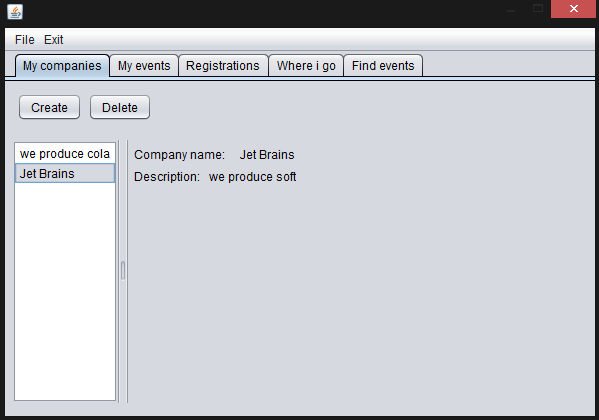 File Exit
My companies My events Registrations Where i go Find events
Create Delete
we produce cola
Jet Brains
Company name: Jet Brains
Description: we produce soft